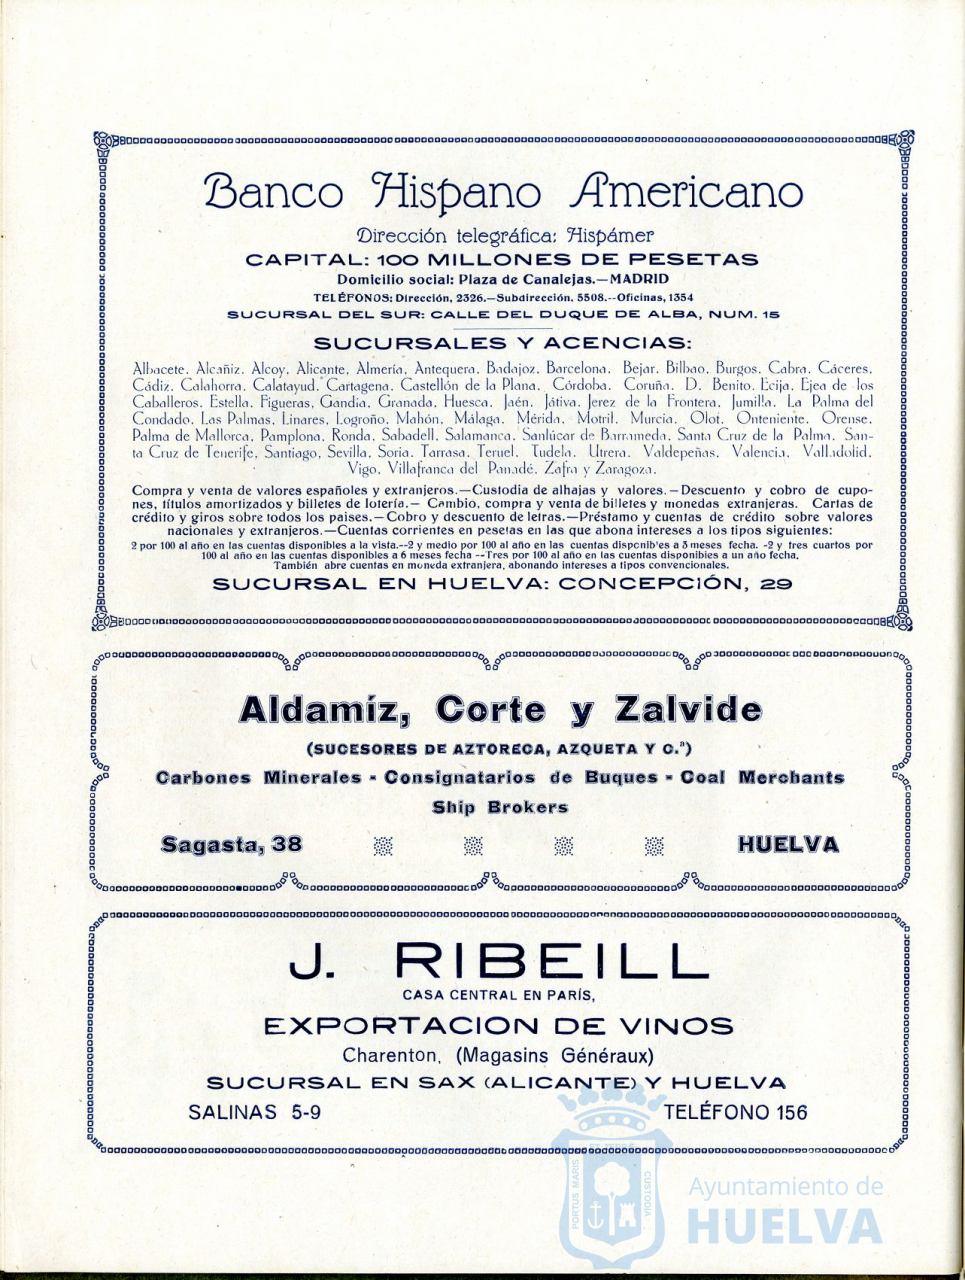 Banco Hispano Americano
Dirección telegráfica: Hispámer
CAPITAL: 100 MILLONES DE PESETAS
Domicilio social: Plaza de Canalejas.—MADRID
TELÉFONOS: Dirección, 2326.—Subdirección, 5508.--Oficinas, 1354
SUCURSAL DEL SUR: CALLE DEL DUQUE DE ALBA, NUM. 15
SUCURSALES Y ACENCIAS:
Albacete. Alcañiz. Alcoy. Alicante. Almería. Antequera. Badajoz. Barcelona. Bejar. Bilbao. Burgos. Cabra. Cáceres.
Cádiz. Calahorra. Calatayud. Cartagena. Castellón de la Plana. Córdoba. Coruña. D. Benito. Ecija. Ejea de los
Caballeros. Estella. Figueras, Gandia. Granada. Huesca. Jaén. Játiva. Jerez de la Frontera. Jumilla. La Palma del
Condado. Las Palmas. Linares. Logroño. Mahón. Málaga. Mérida. Motril. Murcia. Olot. Onteniente. Orense.
Palma de Mallorca. Pamplona. Ronda. Sabadell. Salamanca. Sanlúcar de Barrameda. Santa Cruz de la Palma. San-
ta Cruz de Tenerife, Santiago, Sevilla. Soria. Tarrasa. Teruel. Tudela. Utrera. Valdepeñas. Valencia. Valladolid.
Vigo. Villafranca del Panadé. Zafra y Zaragoza.
Compra y venta de valores españoles y extranjeros.—Custodia de alhajas y valores.—Descuento y cobro de cupo-
nes, títulos amortizados y billetes de lotería.— Cambio, compra y venta de billetes y monedas extranjeras. Cartas de
crédito y giros sobre todos los paises.—Cobro y descuento de letras.—Préstamo y cuentas de crédito sobre valores
nacionales y extranjeros.—Cuentas corrientes en pesetas en las que abona intereses a los tipos siguientes:
2 por 100 al año en las cuentas disponibles a la vista.--2 y medio por 100 al año en las cuentas disponib'es a 3 meses fecha. -2 y tres cuartos por
100 al año en las cuentas disponibles a 6 meses fecha --Tres por 100 al año en las cuentas disponibles a un año fecha.
También abre cuentas en moneda extranjera, abonando intereses a tipos convencionales.
SUCURSAL EN HUELVA: CONCEPCIÓN, 29
Aldamíz, Corte y Zalvide
(SUCESORES DE AZTORECA, AZQUETA Y C.ª)
Carbones Minerales - Consignatarios de Buques - Coal Merchants
Ship Brokers
Sagasta, 38 HUELVA
J. RIBEILL
CASA CENTRAL EN PARÍS,
EXPORTACION DE VINOS
Charenton, (Magasins Généraux)
SUCURSAL EN SAX (ALICANTE) Y HUELVA
SALINAS 5-9 TELÉFONO 156
PORTUS MARIS ET TERRE CUSTODIA
Ayuntamiento de
HUELVA